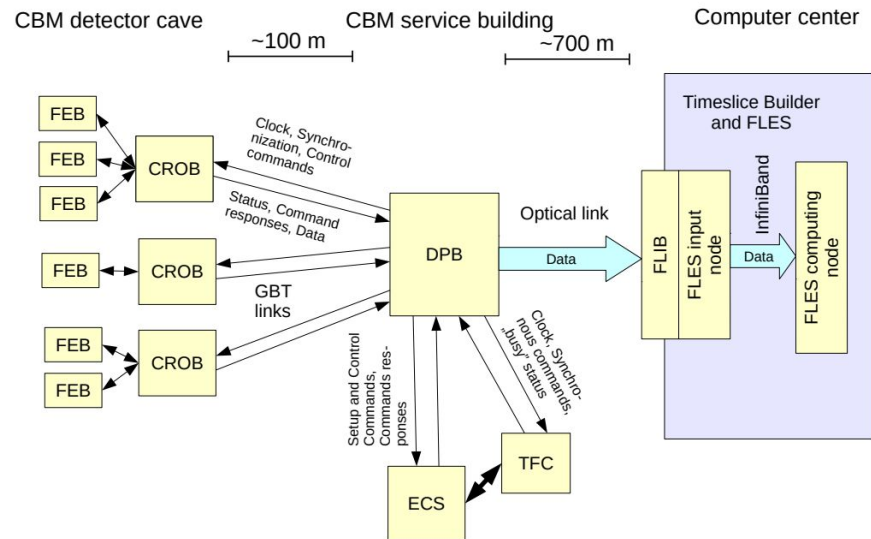 CBM detector cave
CBM service building
Computer center
~100 m
~700 m
FEB
FEB
FEB
CROB
Clock, Synchro-
nization, Control
commands
Status, Command
responses, Data
FEB
CROB
GBT
links
FEB
FEB
CROB
DPB
Optical link
Data
Timeslice Builder
and FLES
FLIB
FLES input
node
InfiniBand
Data
FLES computing
node
Setup and Control
Commands,
Commands res-
ponses
Clock, Synchro-
nous commands,
„busy” status
ECS
TFC